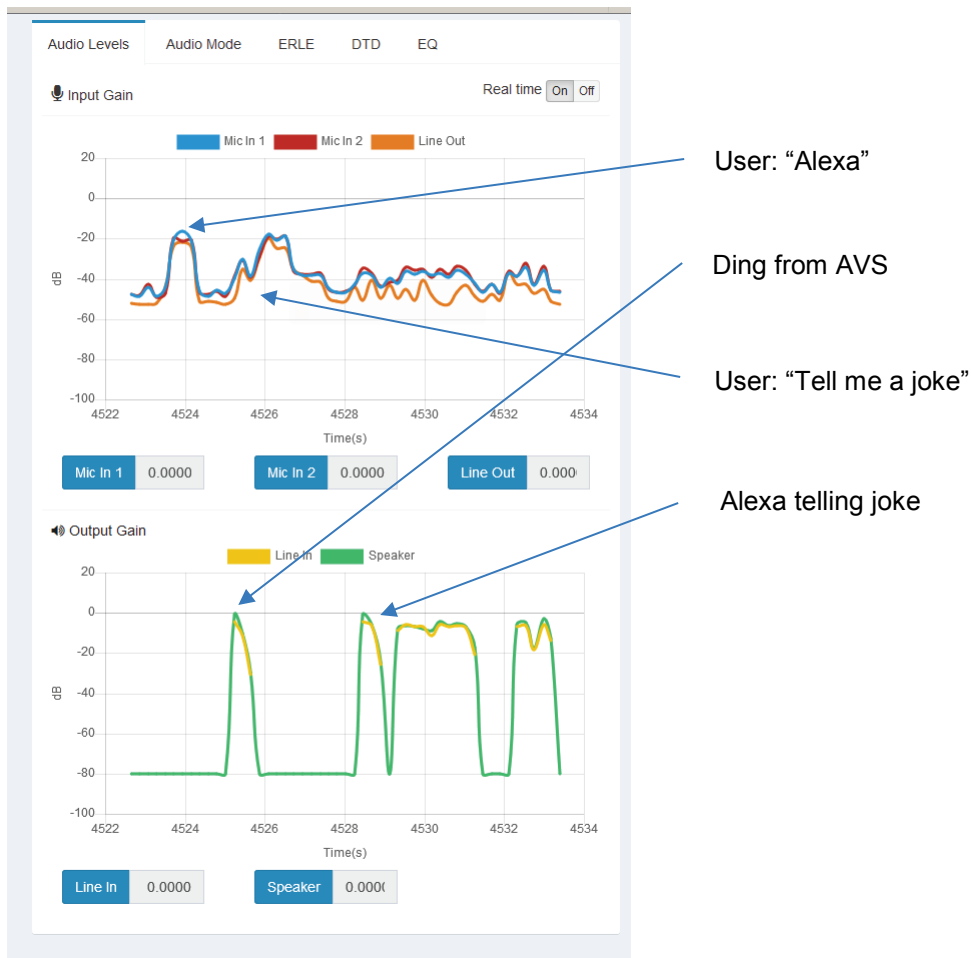 Audio Levels Audio Mode ERLE DTD EQ
Input Gain Real time On Off
Mic In 1 Mic In 2 Line Out
20
0
-20
-40
-60
-80
-100
dB
4522 4524 4526 4528 4530 4532 4534
Time(s)
Mic In 1 0.0000 Mic In 2 0.0000 Line Out 0.000
User: “Alexa”
Ding from AVS
User: “Tell me a joke”
Alexa telling joke
Output Gain
Line In Speaker
20
0
-20
-40
-60
-80
-100
dB
4522 4524 4526 4528 4530 4532 4534
Time(s)
Line In 0.0000 Speaker 0.000